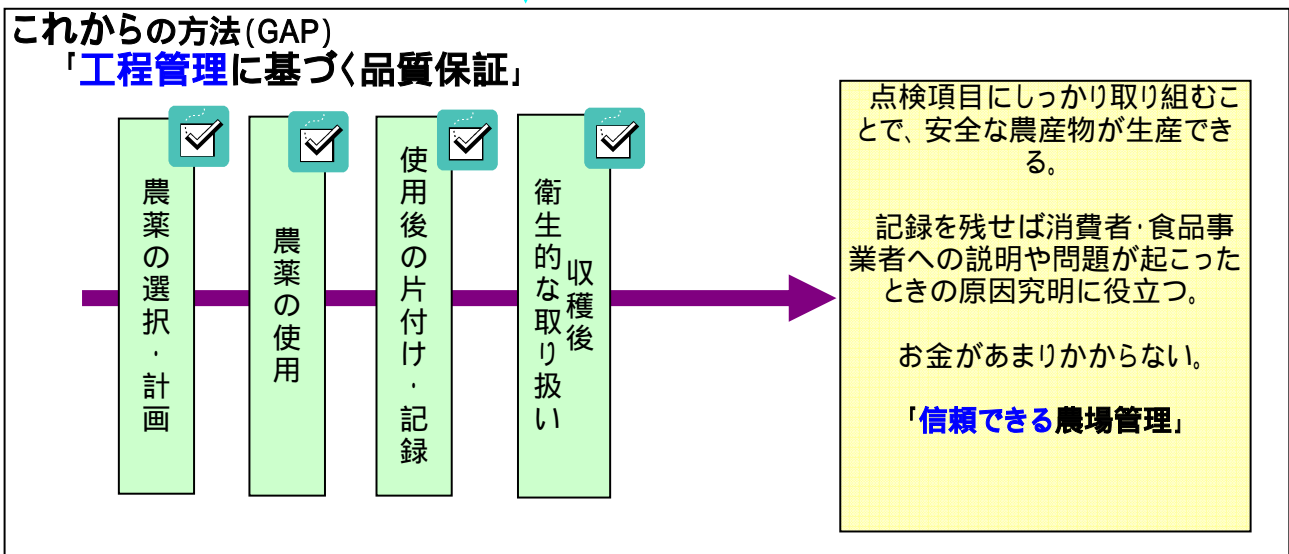 これからの方法(GAP)
「工程管理に基づく品質保証」
農薬の選択・計画
農薬の使用
使用後の片付け・記録
収穫後
衛生的な取り扱い
点検項目にしっかり取り組むこ
とで、安全な農産物が生産でき
る。
記録を残せば消費者・食品事
業者への説明や問題が起こった
ときの原因究明に役立つ。
お金があまりかからない。
「信頼できる農場管理」